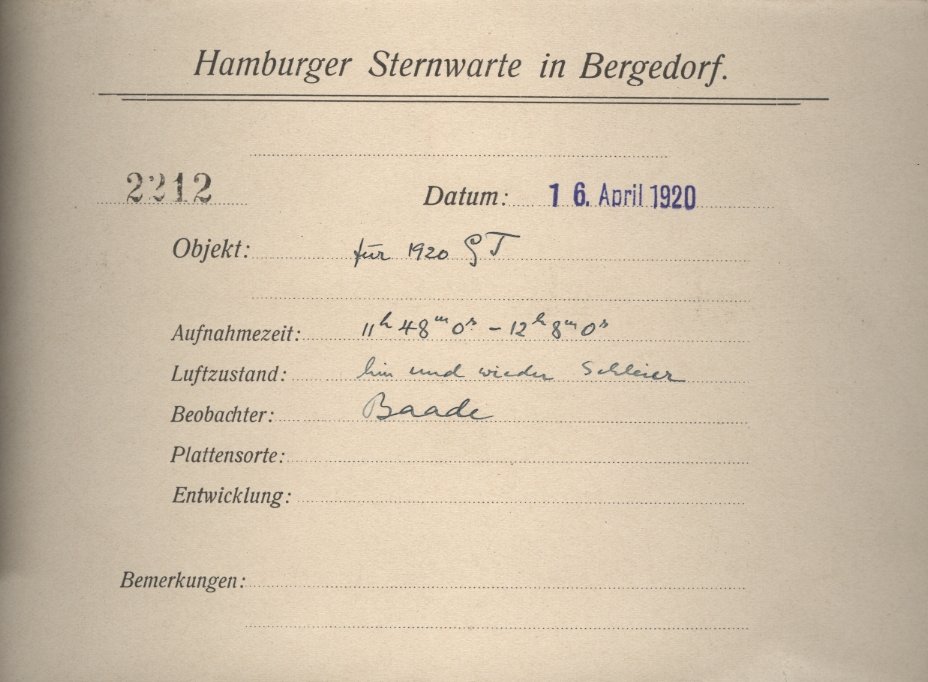 Hamburger Sternwarte in Bergedorf.
2212 Datum: 16. April 1920
Objekt: für 1920 GT
Aufnahmezeit: 11h 48m 0s - 12h 8m 0s
Luftzustand: hin und wieder Schleier
Beobachter: Baade
Plattensorte:
Entwicklung:
Bemerkungen: